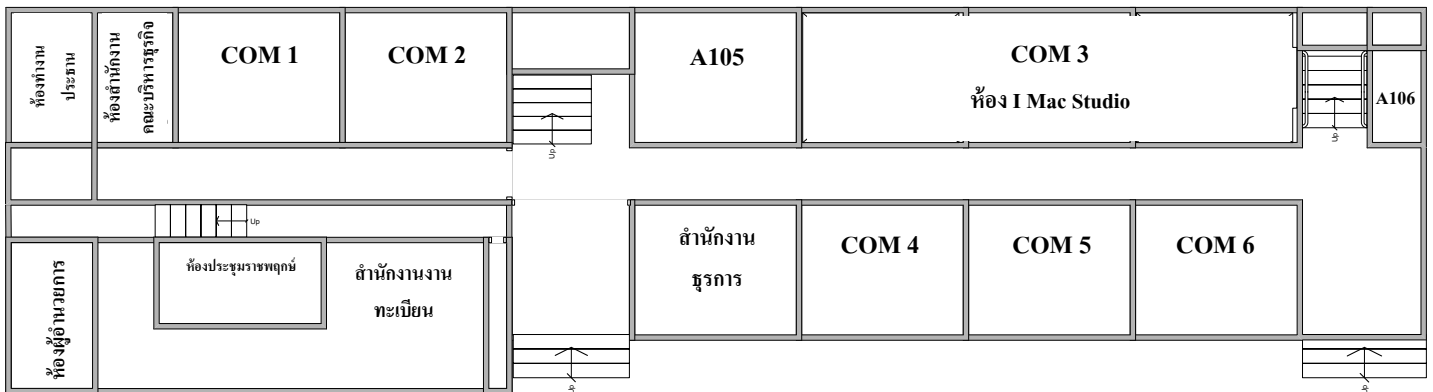 ห้องทำงาน
ประธาน
ห้องสำนักงาน
คณะบริหารธุรกิจ
COM 1
COM 2
A105
COM 3
ห้อง I Mac Studio
A106
Up
Up
Up
สำนักงาน
ธุรการ
COM 4
COM 5
COM 6
ห้องผู้อำนวยการ
ห้องประชุมราชพฤกษ์
สำนักงานงาน
ทะเบียน
Up
Up